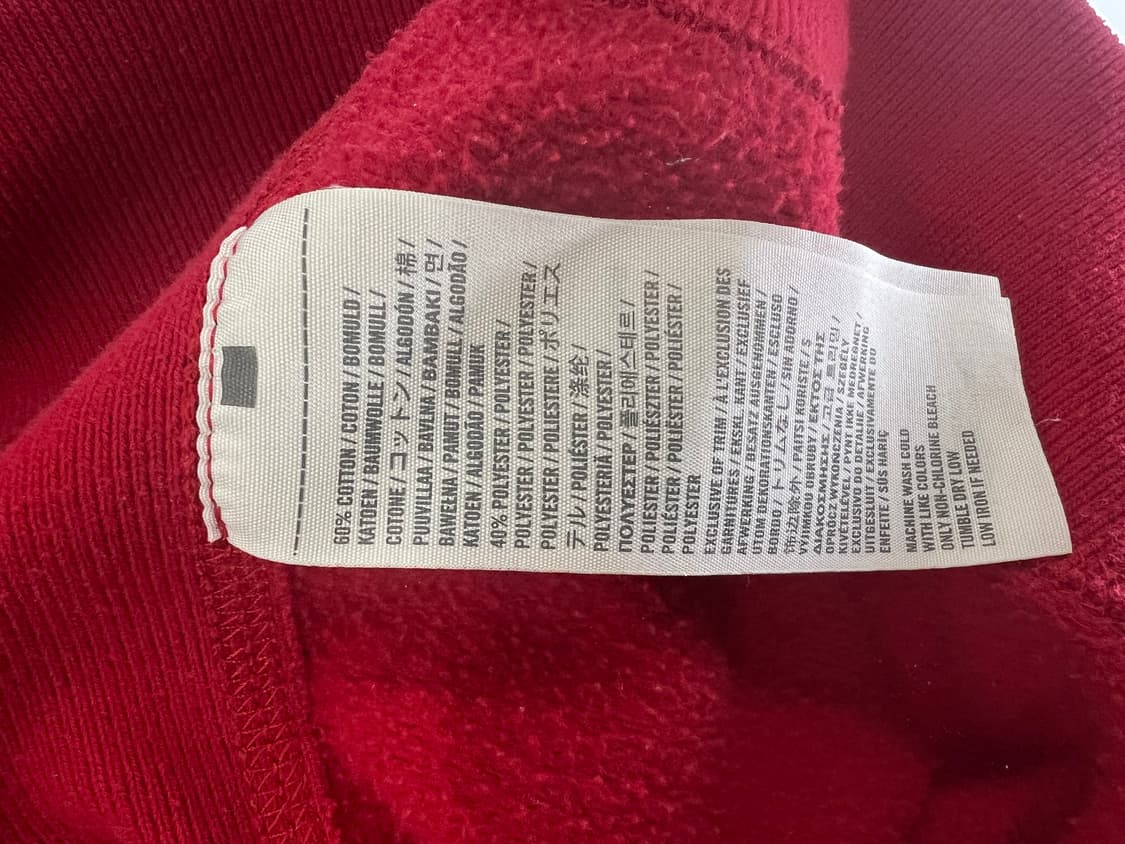 60% COTTON / COTON / BOMULD /
KATOEN / BAUMWOLLE / BOMULL /
COTONE / コットン / ALGODÓN / 棉 /
PUUVILLA / BAVLNA / BAMBAKI / 면 /
BAWEŁNA / PAMUT / BOMULL / ALGODÃO /
KATOEN / ALGODÃO / PAMUK
40% POLYESTER / POLYESTER /
POLYESTER / POLYESTER / POLYESTER /
POLYESTER / POLIESTERE / ポリエス
テル / POLIÉSTER / 涤纶 /
POLYESTERIÄ / POLYESTER /
ΠΟΛΥΕΣΤΕΡ / 폴리에스테르 /
POLIESTER / POLIÉSZTER / POLYESTER /
POLIÉSTER / POLYESTER / POLIÉSTER /
POLYESTER
EXCLUSIVE OF TRIM / À L'EXCLUSION DES
GARNITURES / EKSKL. KANT / EXCLUSIEF
AFWERKING / BESATZ AUSGENOMMEN /
UTOM DEKORATIONSKANTEN / ESCLUSO
BORDO / トリムなし / SIN ADORNO /
饰边除外 / PAITSI KORISTE / S
VÝJIMKOU OBRUBY / ΕΚΤΟΣ ΤΗΣ
ΔΙΑΚΟΣΜΗΣΗΣ /
OPRÓCZ WYKOŃCZENIA / SZEGÉLY
KIVÉTELÉVEL / PYNT IKKE MEDREGNET /
EXCLUSIVO DO DETALHE / AFWERKING
UITGESLUIT / EXCLUSIVAMENTE DO
ENFEITE / SÜS HARİÇ
MACHINE WASH COLD
WITH LIKE COLORS
ONLY NON-CHLORINE BLEACH
TUMBLE DRY LOW
LOW IRON IF NEEDED